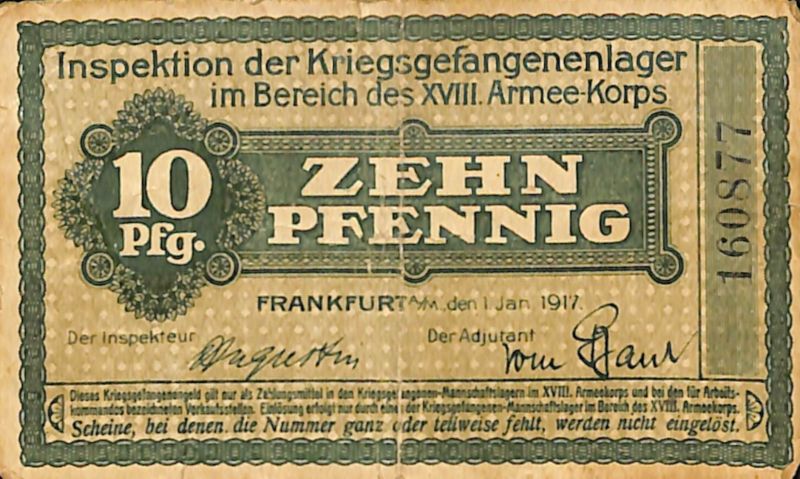 Inspektion der Kriegsgefangenenlager
im Bereich des XVIII. Armee-Korps
10
Pfg.
ZEHN
PFENNIG
160877
FRANKFURT A/M., den 1. Jan. 1917.
Der Inspekteur
Der Adjutant
Augustin
vom
Dieses Kriegsgefangenengeld gilt nur als Zahlungsmittel in den Kriegsgefangenen-Mannschaftslagern im XVIII. Armeekorps und bei den für Arbeits-
kommandos bezeichneten Verkaufsstellen. Einlösung erfolgt nur durch eine der Kriegsgefangenen-Mannschaftslager im Bereich des XVIII. Armeekorps.
Scheine, bei denen die Nummer ganz oder teilweise fehlt, werden nicht eingelöst.